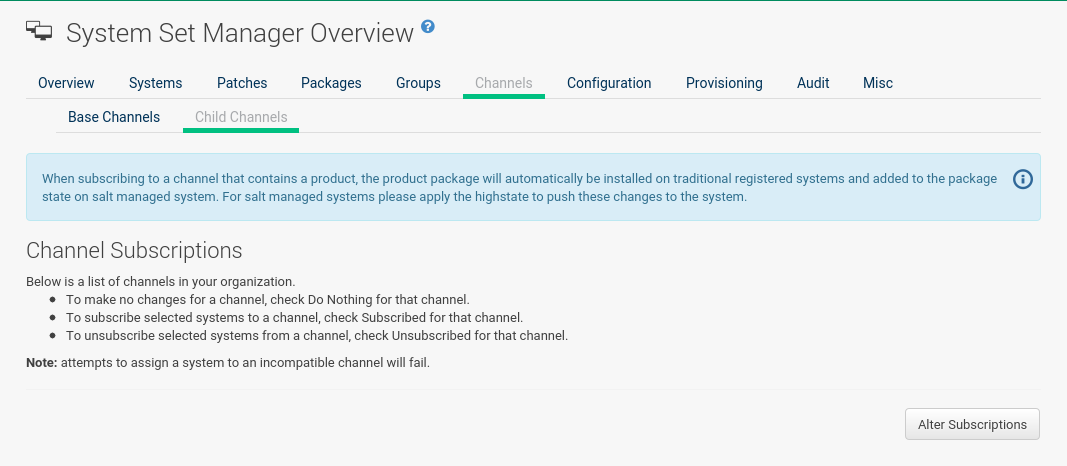 System Set Manager Overview ?
Overview Systems Patches Packages Groups Channels Configuration Provisioning Audit Misc
Base Channels Child Channels
When subscribing to a channel that contains a product, the product package will automatically be installed on traditional registered systems and added to the package
state on salt managed system. For salt managed systems please apply the highstate to push these changes to the system.
Channel Subscriptions
Below is a list of channels in your organization.
• To make no changes for a channel, check Do Nothing for that channel.
• To subscribe selected systems to a channel, check Subscribed for that channel.
• To unsubscribe selected systems from a channel, check Unsubscribed for that channel.
Note: attempts to assign a system to an incompatible channel will fail.
Alter Subscriptions